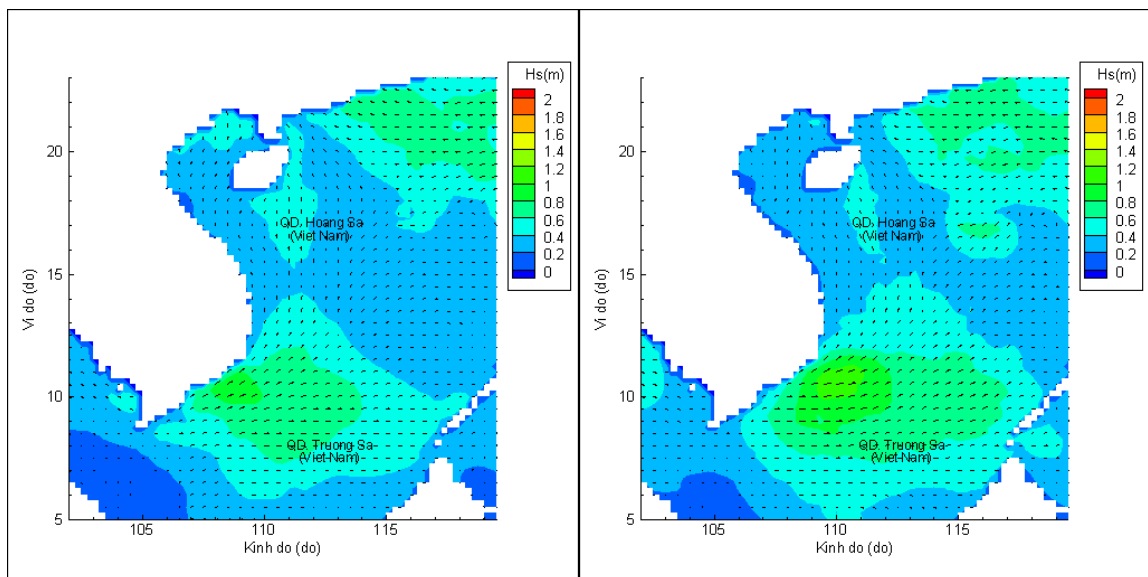 Hs(m)
2
1.8
1.6
1.4
1.2
1
0.8
0.6
0.4
0.2
0
20
15
10
5
Vi do (do)
QD. Hoang Sa
(Viet Nam)
QD. Truong Sa
(Viet Nam)
105
110
115
Kinh do (do)
Hs(m)
2
1.8
1.6
1.4
1.2
1
0.8
0.6
0.4
0.2
0
20
15
10
5
Vi do (do)
QD. Hoang Sa
(Viet Nam)
QD. Truong Sa
(Viet Nam)
105
110
115
Kinh do (do)